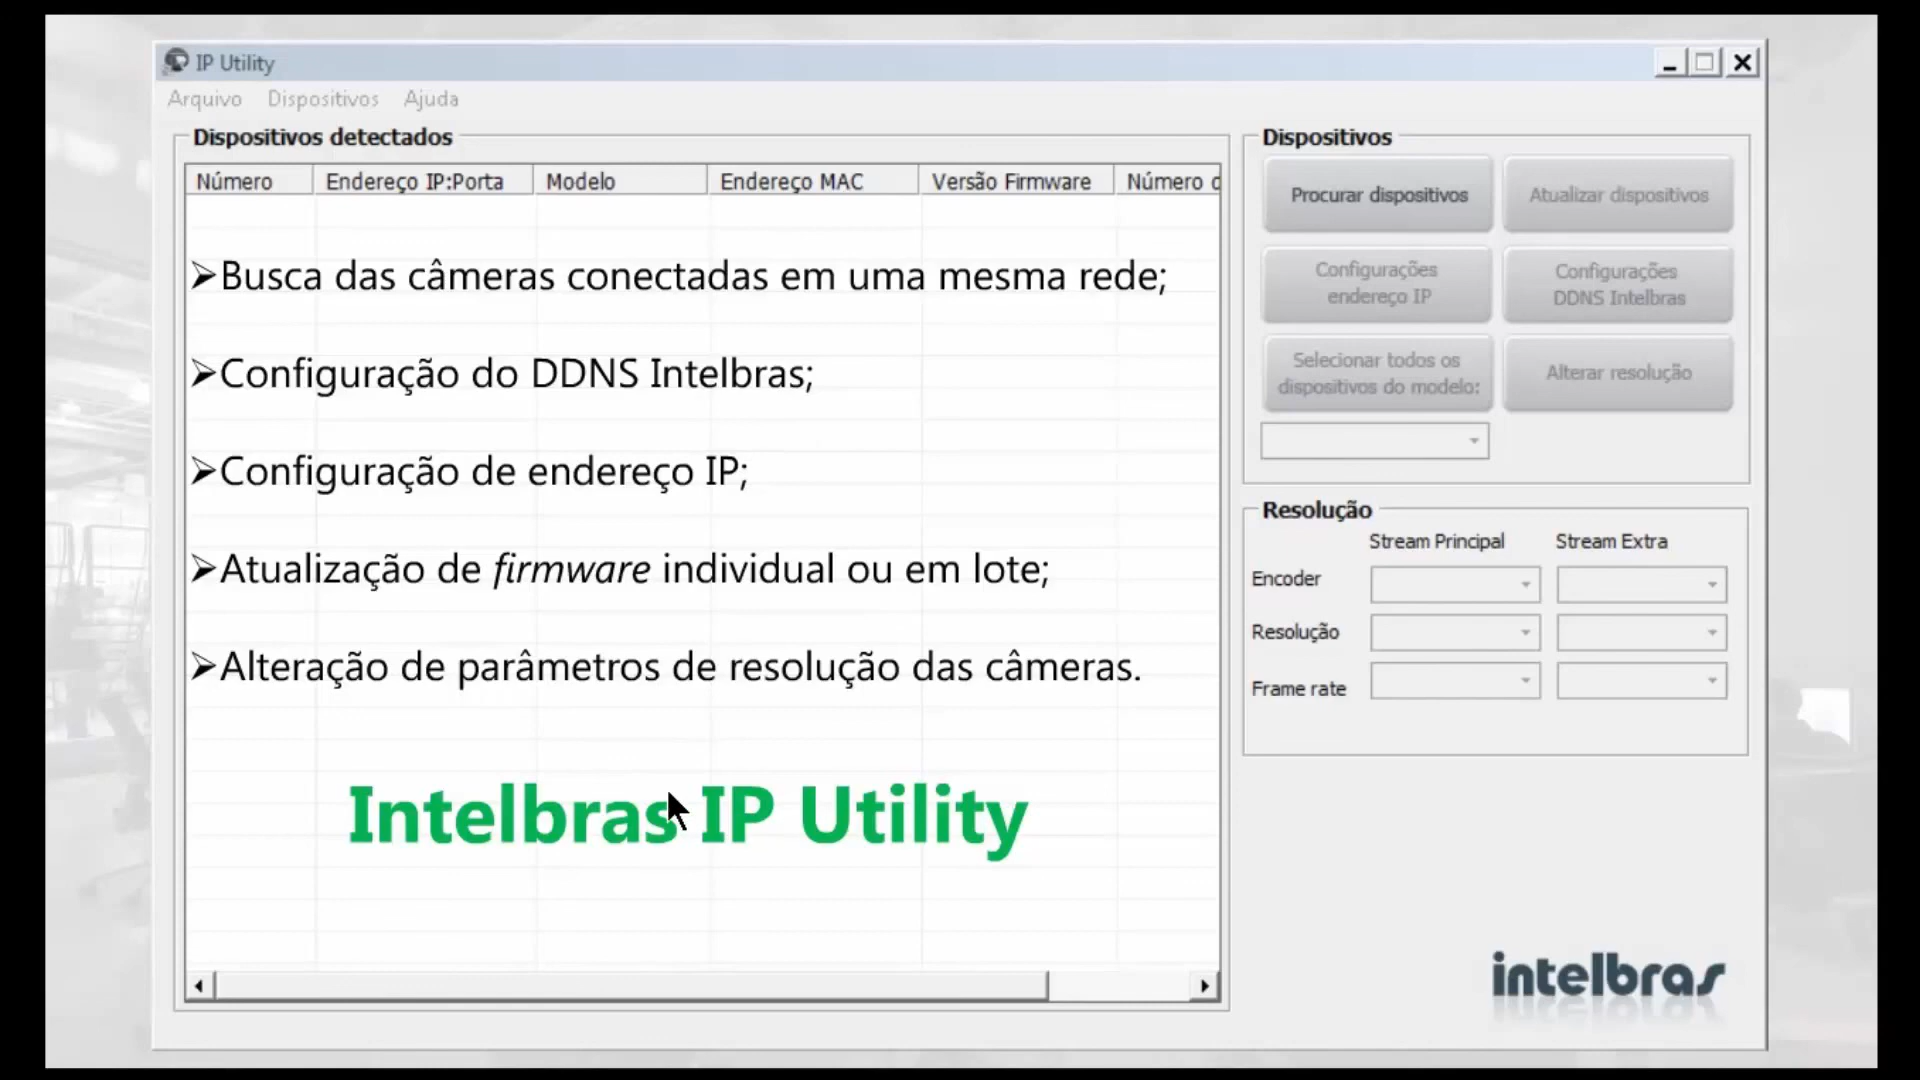 IP Utility
Arquivo Dispositivos Ajuda
Dispositivos detectados
Número Endereço IP:Porta Modelo Endereço MAC Versão Firmware Número d
➢Busca das câmeras conectadas em uma mesma rede;
➢Configuração do DDNS Intelbras;
➢Configuração de endereço IP;
➢Atualização de firmware individual ou em lote;
➢Alteração de parâmetros de resolução das câmeras.
Intelbras IP Utility
Dispositivos
Procurar dispositivos
Atualizar dispositivos
Configurações
endereço IP
Configurações
DDNS Intelbras
Selecionar todos os
dispositivos do modelo:
Alterar resolução
Resolução
Stream Principal Stream Extra
Encoder
Resolução
Frame rate
intelbras